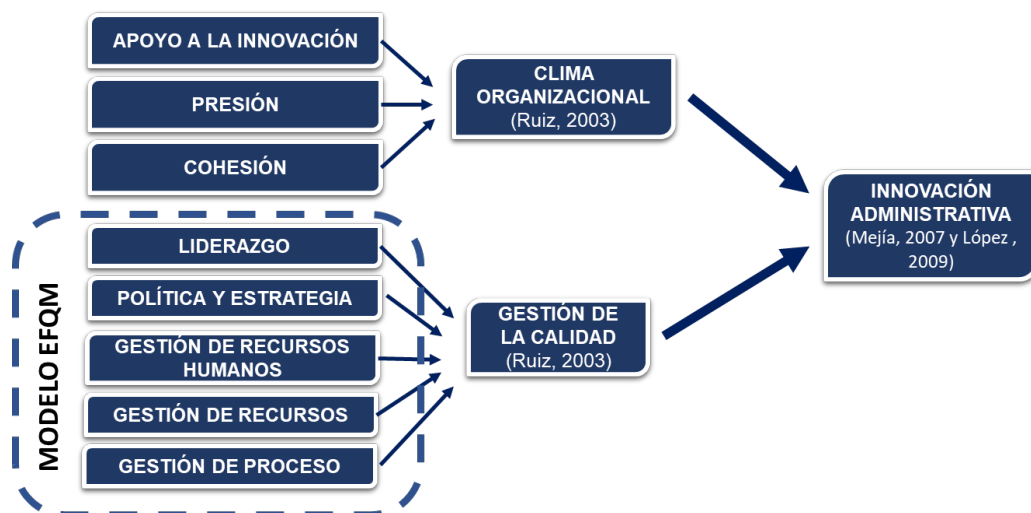 APOYO A LA INNOVACIÓN
PRESIÓN
COHESIÓN
CLIMA
ORGANIZACIONAL
(Ruiz, 2003)
MODELO EFQM
LIDERAZGO
POLÍTICA Y ESTRATEGIA
GESTIÓN DE RECURSOS
HUMANOS
GESTIÓN DE RECURSOS
GESTIÓN DE PROCESO
GESTIÓN DE
LA CALIDAD
(Ruiz, 2003)
INNOVACIÓN
ADMINISTRATIVA
(Mejía, 2007 y López ,
2009)